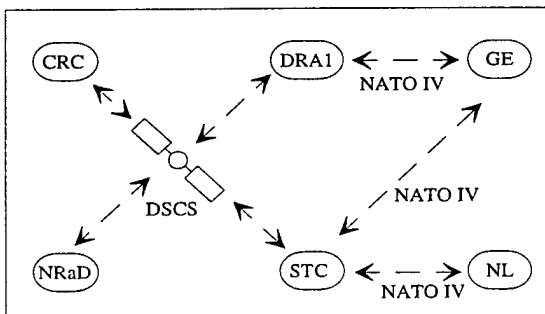 CRC
DRA1
GE
NATO IV
NATO IV
DSCS
NRaD
STC
NL
NATO IV